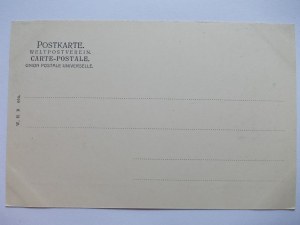 POSTKARTE.
WELTPOSTVEREIN.
CARTE-POSTALE.
UNION POSTALE UNIVERSELLE.